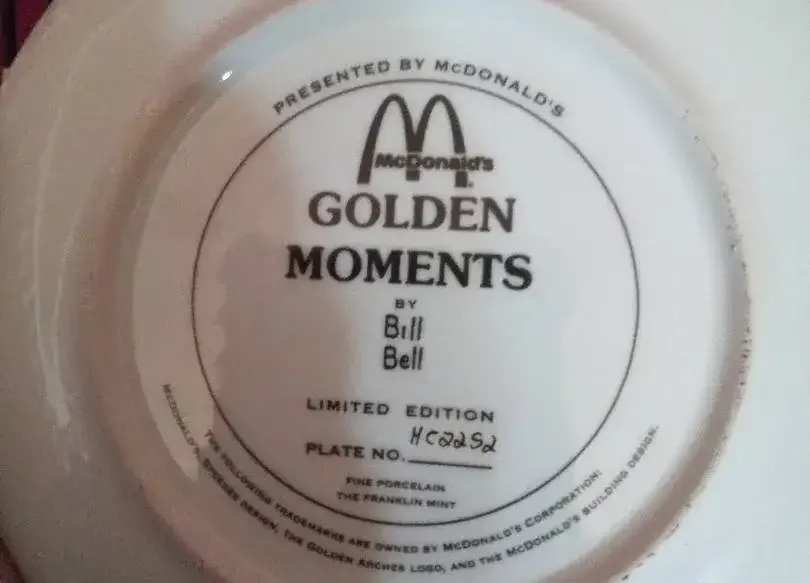 PRESENTED BY McDONALD'S
McDonald's
GOLDEN
MOMENTS
BY
Bill
Bell
LIMITED EDITION
HC2252
PLATE NO.
FINE PORCELAIN
THE FRANKLIN MINT
THE FOLLOWING TRADEMARKS ARE OWNED BY McDONALD'S CORPORATION:
McDONALD'S, SPEEDEE DESIGN, THE GOLDEN ARCHES LOGO, AND THE McDONALD'S BUILDING DESIGN.